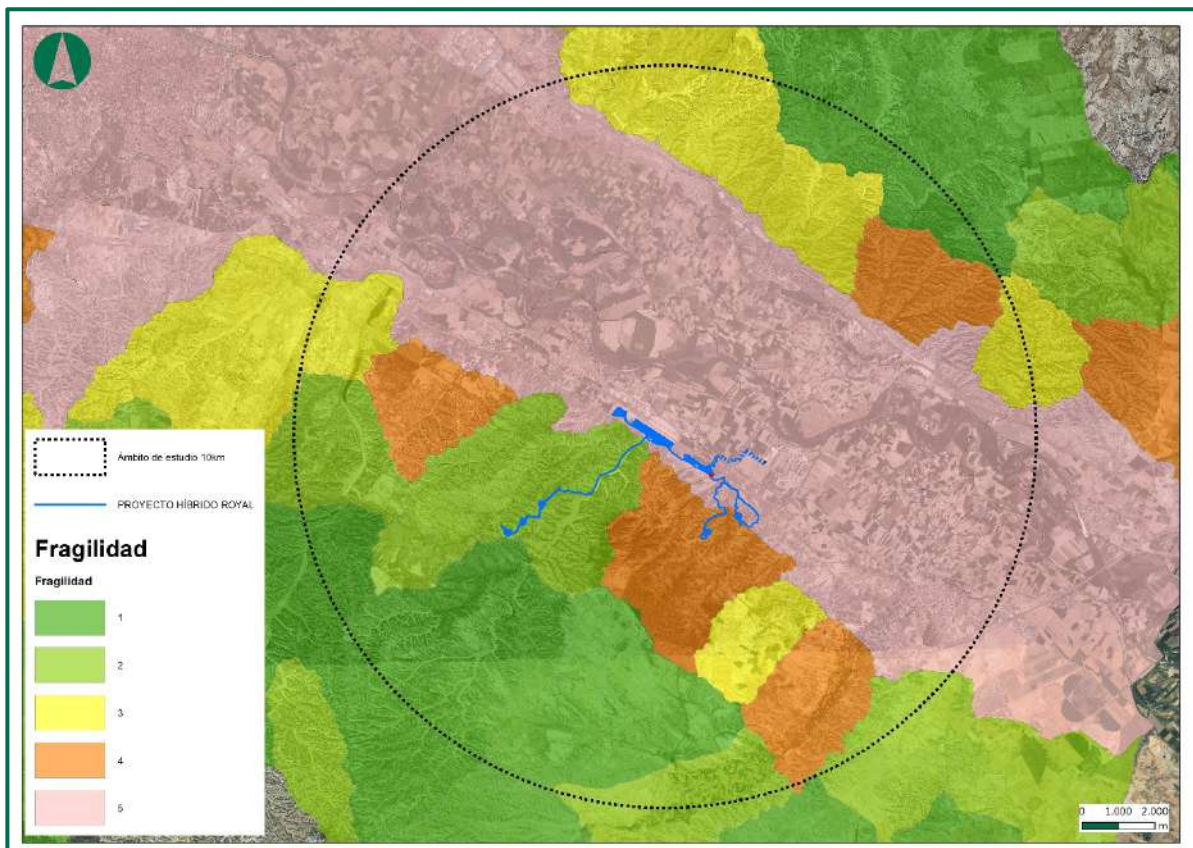 Ámbito de estudio 10km
PROYECTO HÍBRIDO ROYAL
Fragilidad
Fragilidad
1
2
3
4
5
0 1.000 2.000
m